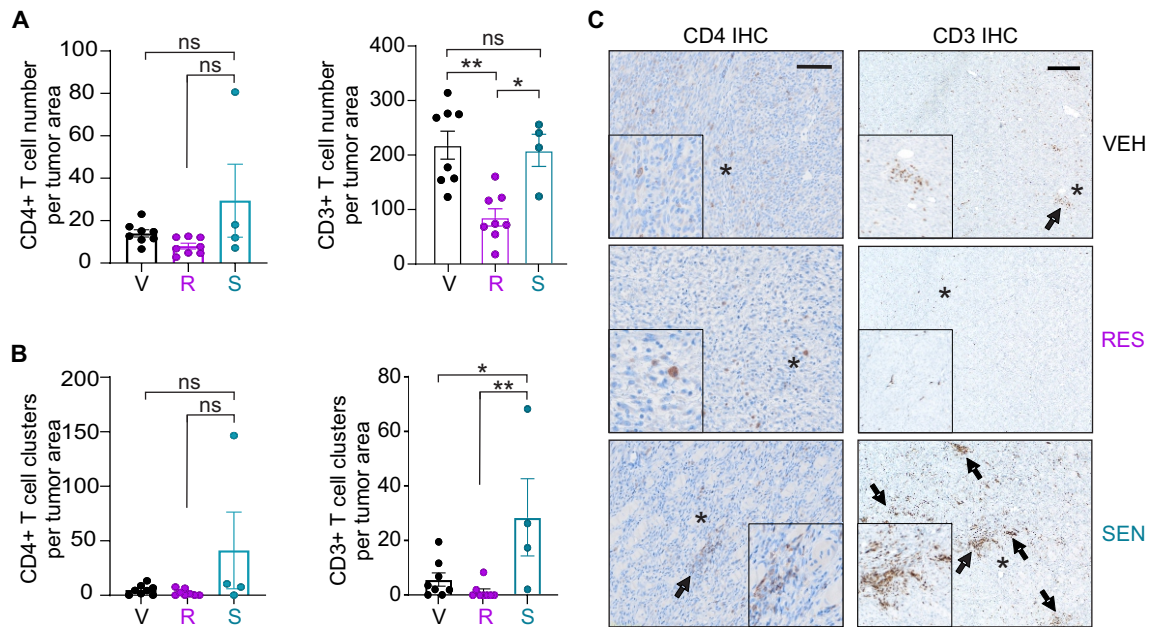 A
CD4+ T cell number
per tumor area
100
80
60
40
20
0
ns
ns
V R S
CD3+ T cell number
per tumor area
400
300
200
100
0
ns
**
*
V R S
B
CD4+ T cell clusters
per tumor area
200
150
100
50
0
ns
ns
V R S
CD3+ T cell clusters
per tumor area
80
60
40
20
0
*
**
V R S
C
CD4 IHC CD3 IHC
* * VEH
* * RES
* * SEN